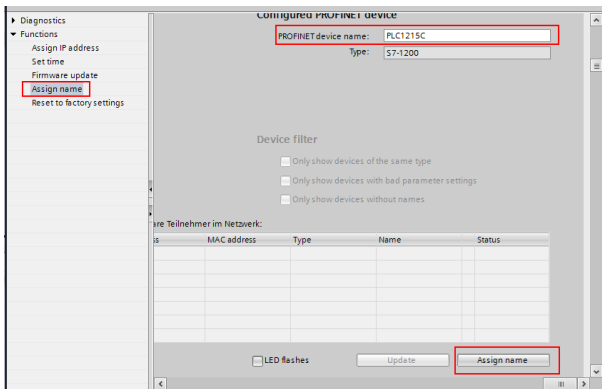 Diagnostics
Functions
Assign IP address
Set time
Firmware update
Assign name
Reset to factory settings
Configured PROFINET device
PROFINET device name: PLC1215C
Type: S7-1200
Device filter
Only show devices of the same type
Only show devices with bad parameter settings
Only show devices without names
are Teilnehmer im Netzwerk:
ss MAC address Type Name Status
LED flashes Update Assign name